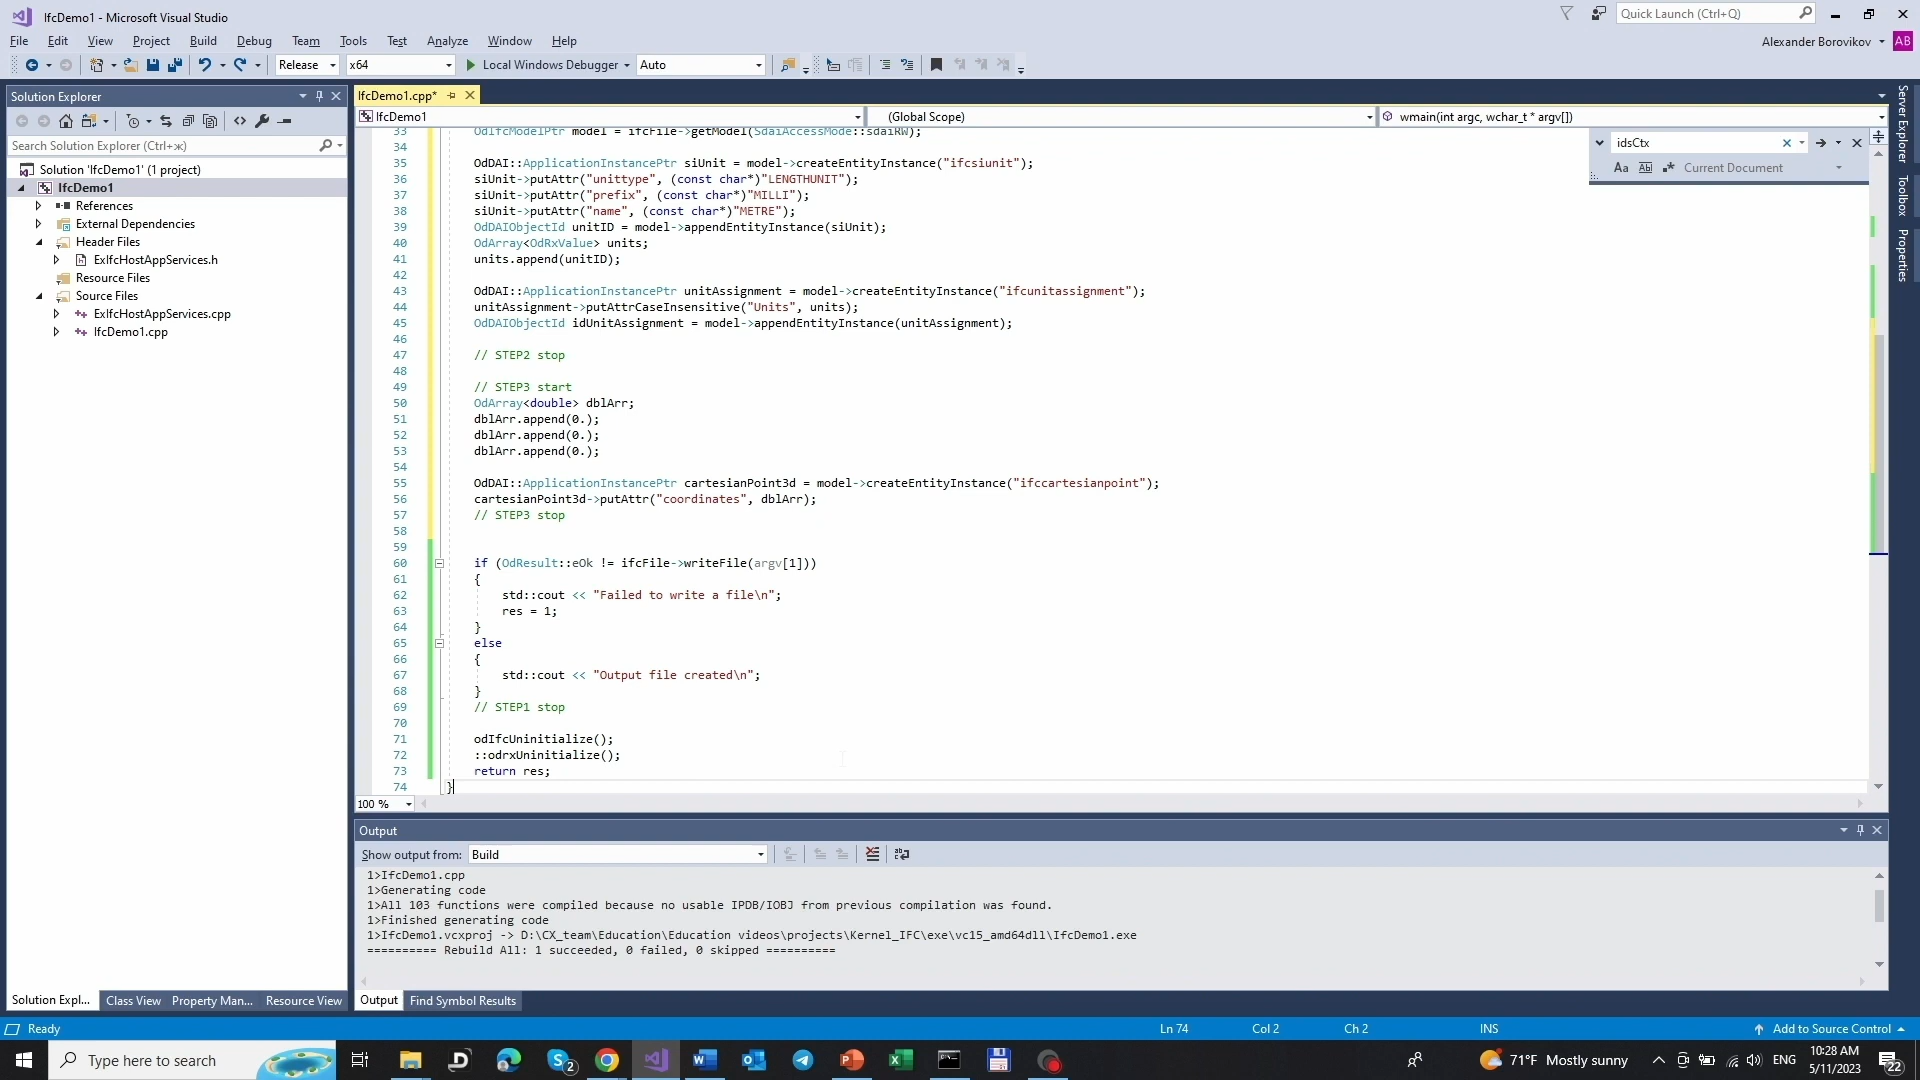 IfcDemo1 - Microsoft Visual Studio
Quick Launch (Ctrl+Q)
File Edit View Project Build Debug Team Tools Test Analyze Window Help
Alexander Borovikov AB
Release x64 Local Windows Debugger Auto
Solution Explorer
Search Solution Explorer (Ctrl+ж)
Solution 'IfcDemo1' (1 project)
IfcDemo1
References
External Dependencies
Header Files
ExIfcHostAppServices.h
Resource Files
Source Files
ExIfcHostAppServices.cpp
IfcDemo1.cpp
Solution Expl... Class View Property Man... Resource View
IfcDemo1.cpp*
IfcDemo1 (Global Scope) wmain(int argc, wchar_t * argv[])
idsCtx
Aa Ab Current Document
Server Explorer
Toolbox
Properties
33 OdIfcModelPtr model = ifcFile->getModel(SdaiAccessMode::sdaiRW);
34
35 OdDAI::ApplicationInstancePtr siUnit = model->createEntityInstance("ifcsiunit");
36 siUnit->putAttr("unittype", (const char*)"LENGTHUNIT");
37 siUnit->putAttr("prefix", (const char*)"MILLI");
38 siUnit->putAttr("name", (const char*)"METRE");
39 OdDAIObjectId unitID = model->appendEntityInstance(siUnit);
40 OdArray<OdRxValue> units;
41 units.append(unitID);
42
43 OdDAI::ApplicationInstancePtr unitAssignment = model->createEntityInstance("ifcunitassignment");
44 unitAssignment->putAttrCaseInsensitive("Units", units);
45 OdDAIObjectId idUnitAssignment = model->appendEntityInstance(unitAssignment);
46
47 // STEP2 stop
48
49 // STEP3 start
50 OdArray<double> dblArr;
51 dblArr.append(0.);
52 dblArr.append(0.);
53 dblArr.append(0.);
54
55 OdDAI::ApplicationInstancePtr cartesianPoint3d = model->createEntityInstance("ifccartesianpoint");
56 cartesianPoint3d->putAttr("coordinates", dblArr);
57 // STEP3 stop
58
59
60 if (OdResult::eOk != ifcFile->writeFile(argv[1]))
61 {
62 std::cout << "Failed to write a file\n";
63 res = 1;
64 }
65 else
66 {
67 std::cout << "Output file created\n";
68 }
69 // STEP1 stop
70
71 odIfcUninitialize();
72 ::odrxUninitialize();
73 return res;
74 }
100 %
Output
Show output from: Build
1>IfcDemo1.cpp
1>Generating code
1>All 103 functions were compiled because no usable IPDB/IOBJ from previous compilation was found.
1>Finished generating code
1>IfcDemo1.vcxproj -> D:\CX_team\Education\Education videos\projects\Kernel_IFC\exe\vc15_amd64dll\IfcDemo1.exe
========== Rebuild All: 1 succeeded, 0 failed, 0 skipped ==========
Output Find Symbol Results
Ready Ln 74 Col 2 Ch 2 INS Add to Source Control
Type here to search
2
71°F Mostly sunny
ENG
10:28 AM
5/11/2023
22